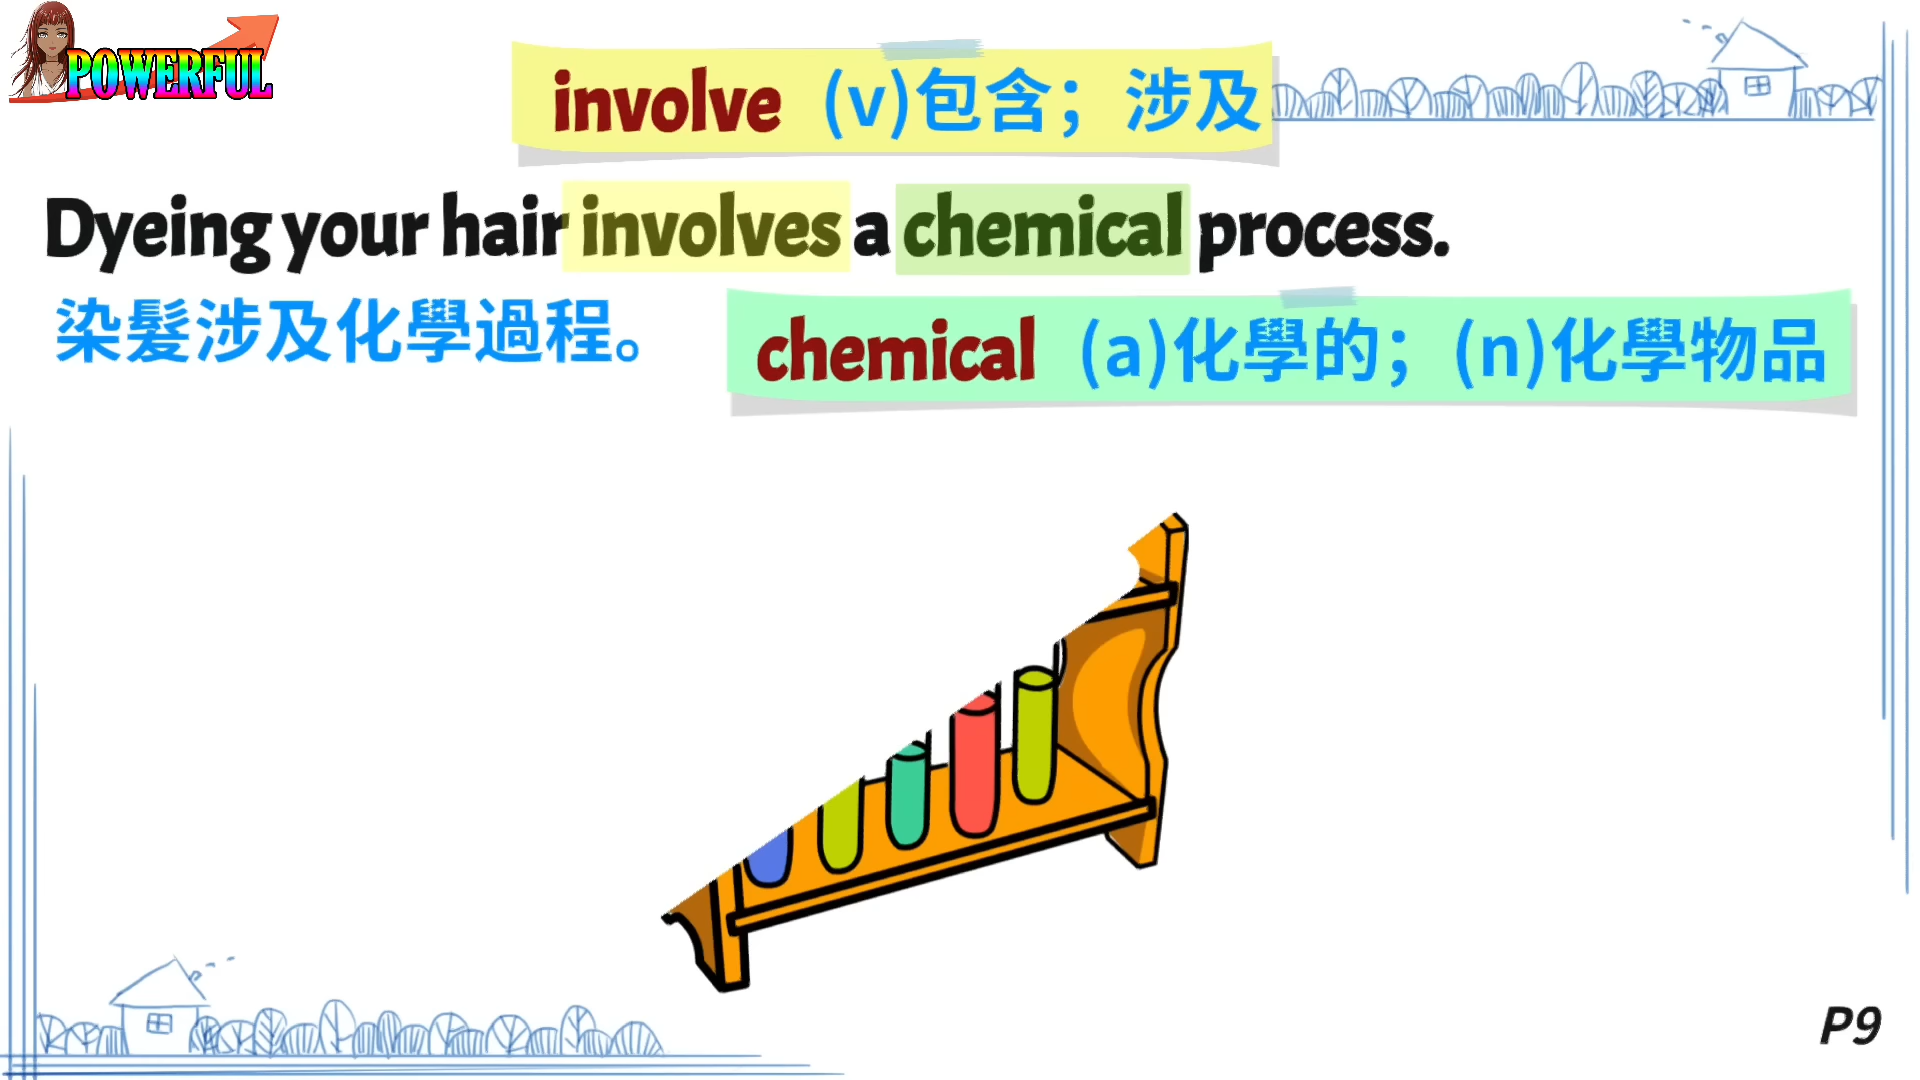 POWERFUL
involve (v)包含；涉及
Dyeing your hair involves a chemical process.
染髮涉及化學過程。
chemical (a)化學的；(n)化學物品
P9